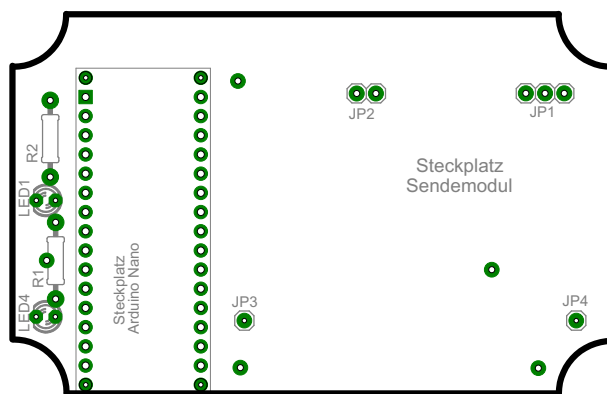 JP2
JP1
R2
Steckplatz
Sendemodul
LED1
Steckplatz
Arduino Nano
R1
JP3
JP4
LED4